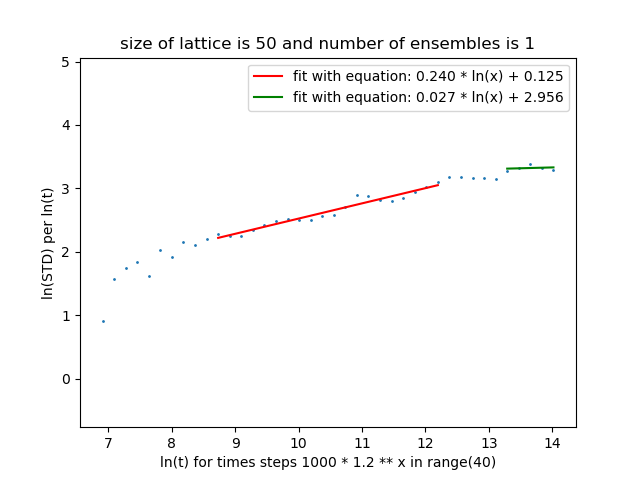 size of lattice is 50 and number of ensembles is 1
fit with equation: 0.240 * ln(x) + 0.125
fit with equation: 0.027 * ln(x) + 2.956
5
4
3
2
1
0
ln(STD) per ln(t)
7 8 9 10 11 12 13 14
ln(t) for times steps 1000 * 1.2 ** x in range(40)